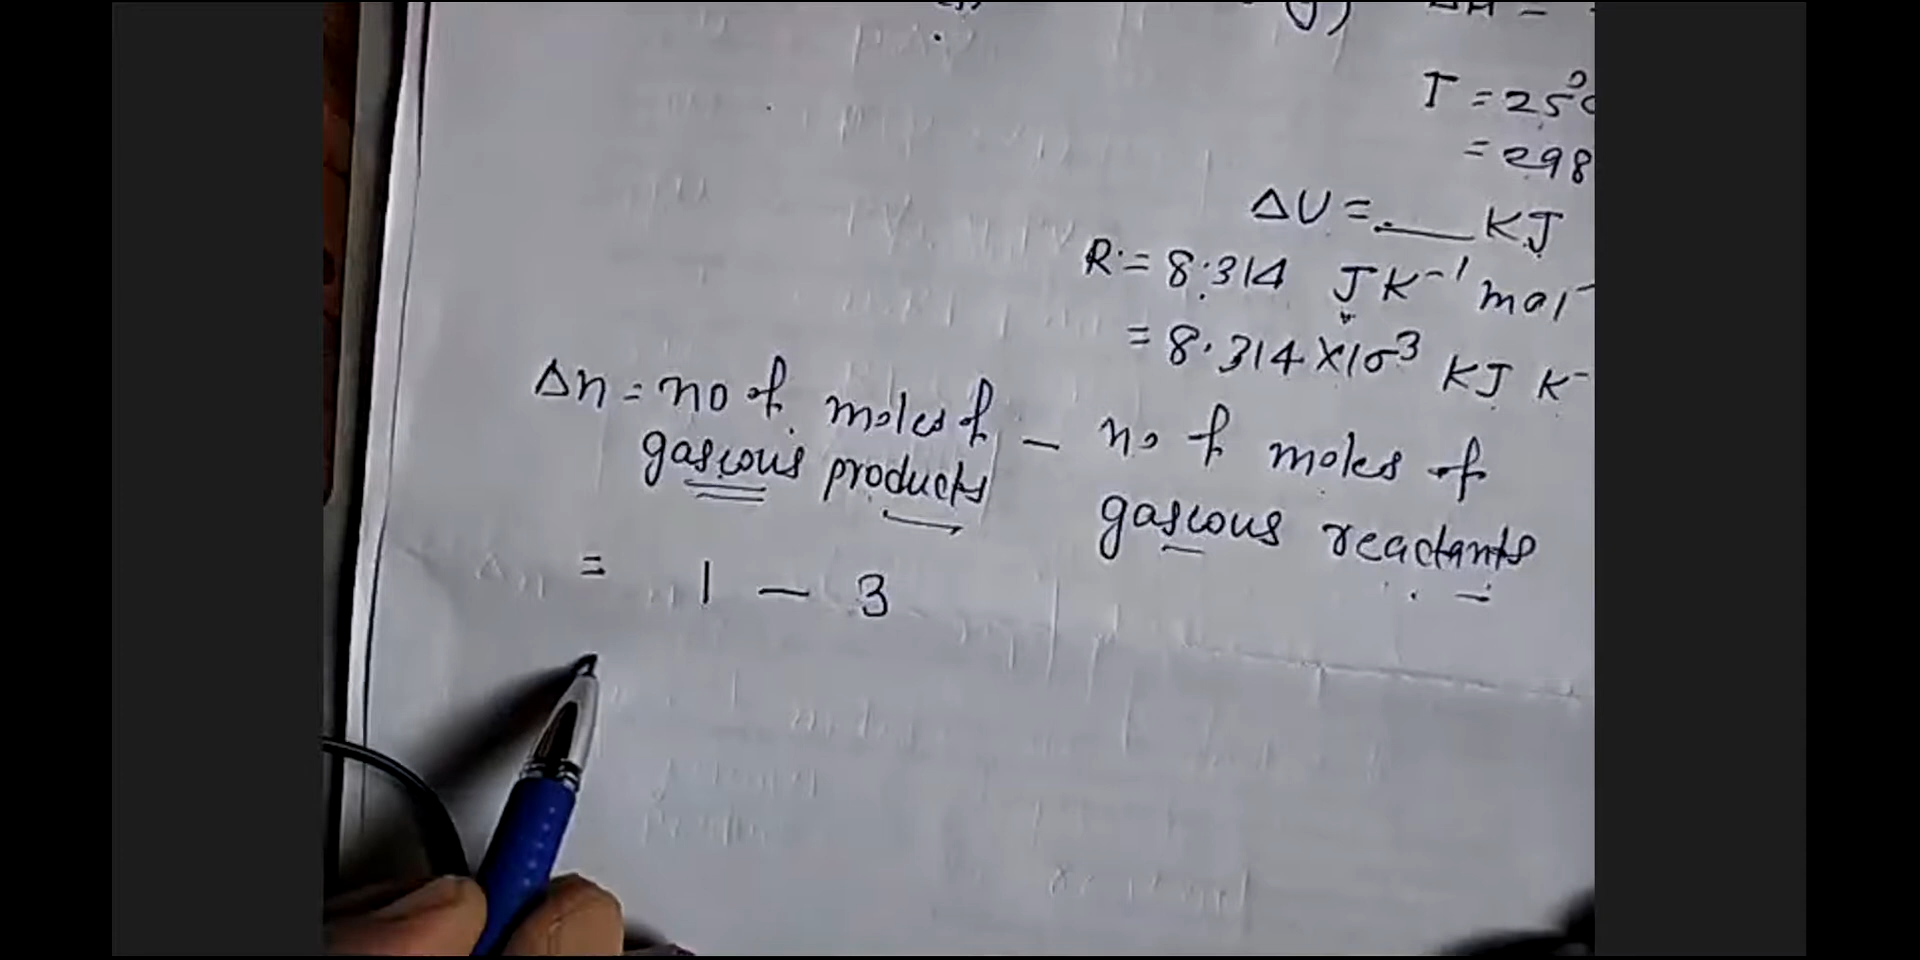 T = 25°C
= 298
ΔU = ___ KJ
R = 8.314 J K⁻¹ mol⁻
= 8.314 × 10⁻³ KJ K⁻
Δn = no of moles of gaseous products – no of moles of gaseous reactants
= 1 – 3